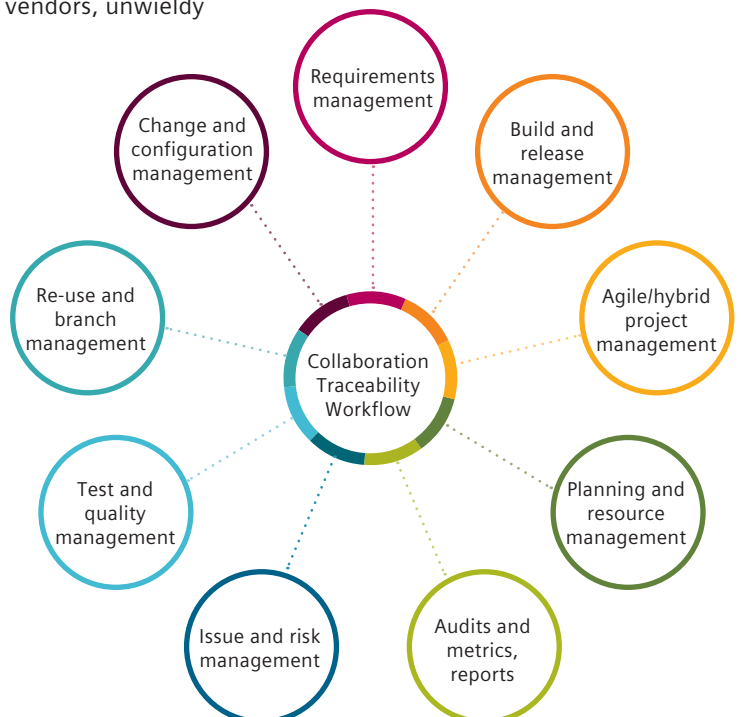 vendors, unwieldy
Requirements
management
Build and
release
management
Agile/hybrid
project
management
Planning and
resource
management
Audits and
metrics,
reports
Issue and risk
management
Test and
quality
management
Re-use and
branch
management
Change and
configuration
management
Collaboration
Traceability
Workflow